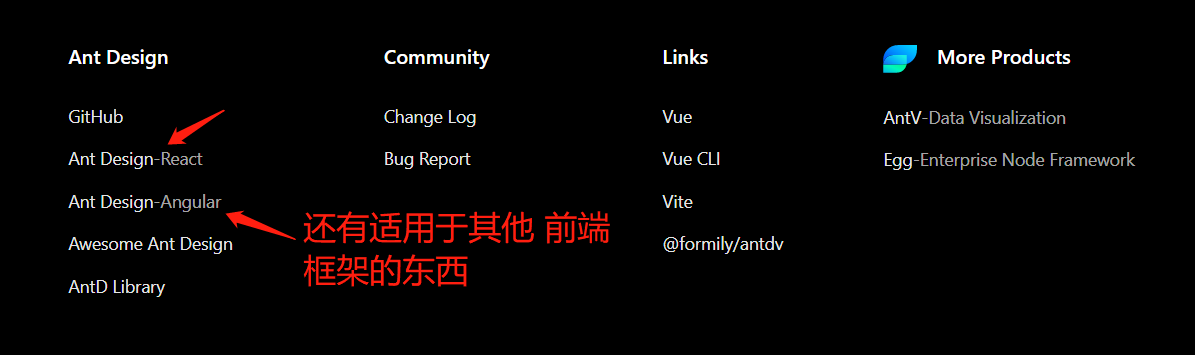 Ant Design
GitHub
Ant Design-React
Ant Design-Angular
Awesome Ant Design
AntD Library
Community
Change Log
Bug Report
Links
Vue
Vue CLI
Vite
@formily/antdv
More Products
AntV-Data Visualization
Egg-Enterprise Node Framework
还有适用于其他 前端
框架的东西